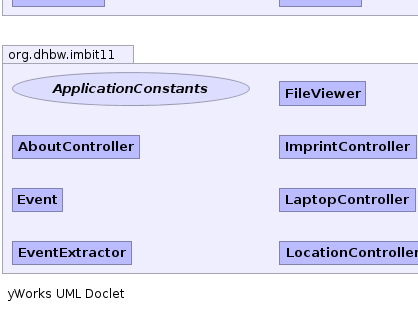 org.dhbw.imbit11
ApplicationConstants
FileViewer
AboutController
ImprintController
Event
LaptopController
EventExtractor
LocationController
yWorks UML Doclet